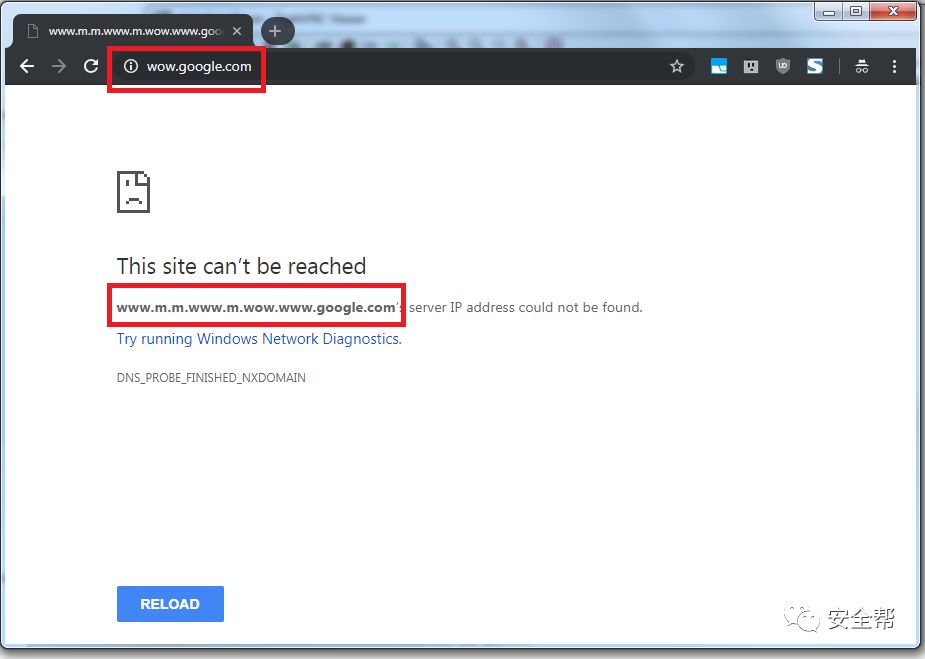 www.m.m.www.m.wow.www.goo
wow.google.com
This site can't be reached
www.m.m.www.m.wow.www.google.com's server IP address could not be found.
Try running Windows Network Diagnostics.
DNS_PROBE_FINISHED_NXDOMAIN
RELOAD
安全帮